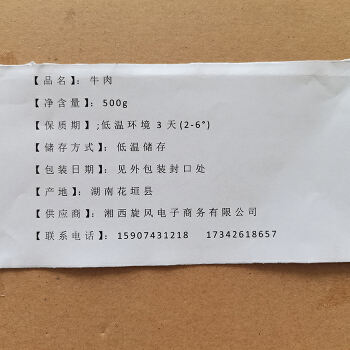 【品名】：牛肉
【净含量】：500g
【保质期】;低温环境3天(2-6°)
【储存方式】：低温储存
【包装日期】：见外包装封口处
【产地】：湖南花垣县
【供应商】：湘西旋风电子商务有限公司
【联系电话】：15907431218 17342618657